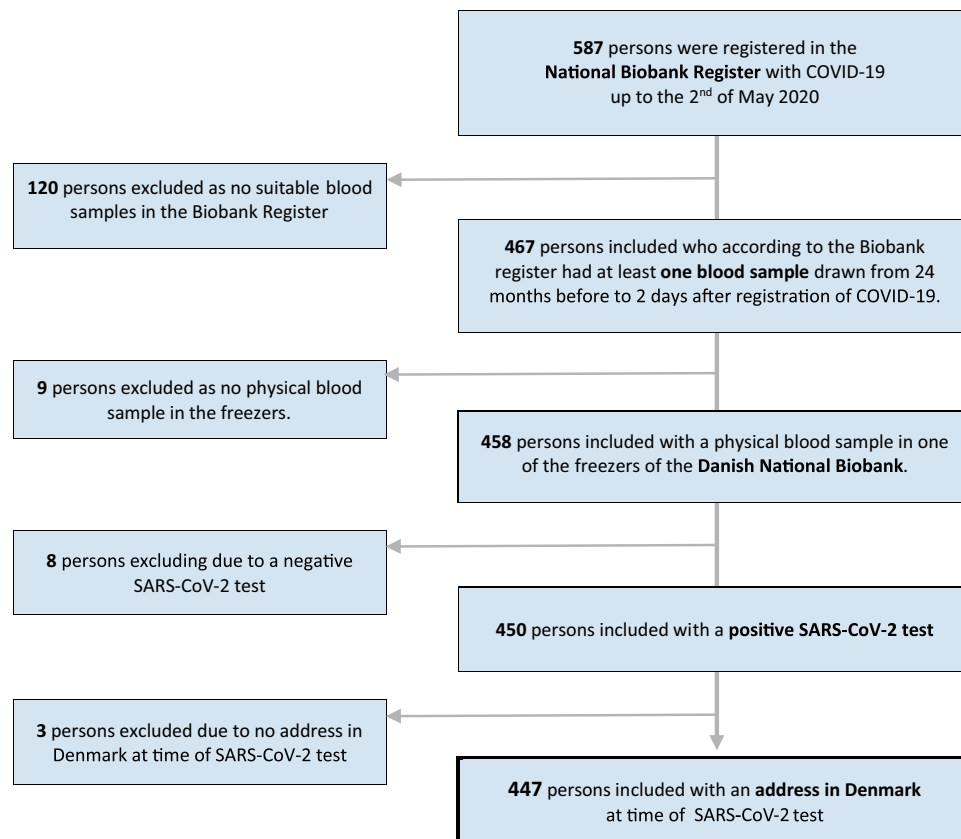 587 persons were registered in the
National Biobank Register with COVID-19
up to the 2nd of May 2020
120 persons excluded as no suitable blood
samples in the Biobank Register
467 persons included who according to the Biobank
register had at least one blood sample drawn from 24
months before to 2 days after registration of COVID-19.
9 persons excluded as no physical blood
sample in the freezers.
458 persons included with a physical blood sample in one
of the freezers of the Danish National Biobank.
8 persons excluding due to a negative
SARS-CoV-2 test
450 persons included with a positive SARS-CoV-2 test
3 persons excluded due to no address in
Denmark at time of SARS-CoV-2 test
447 persons included with an address in Denmark
at time of SARS-CoV-2 test